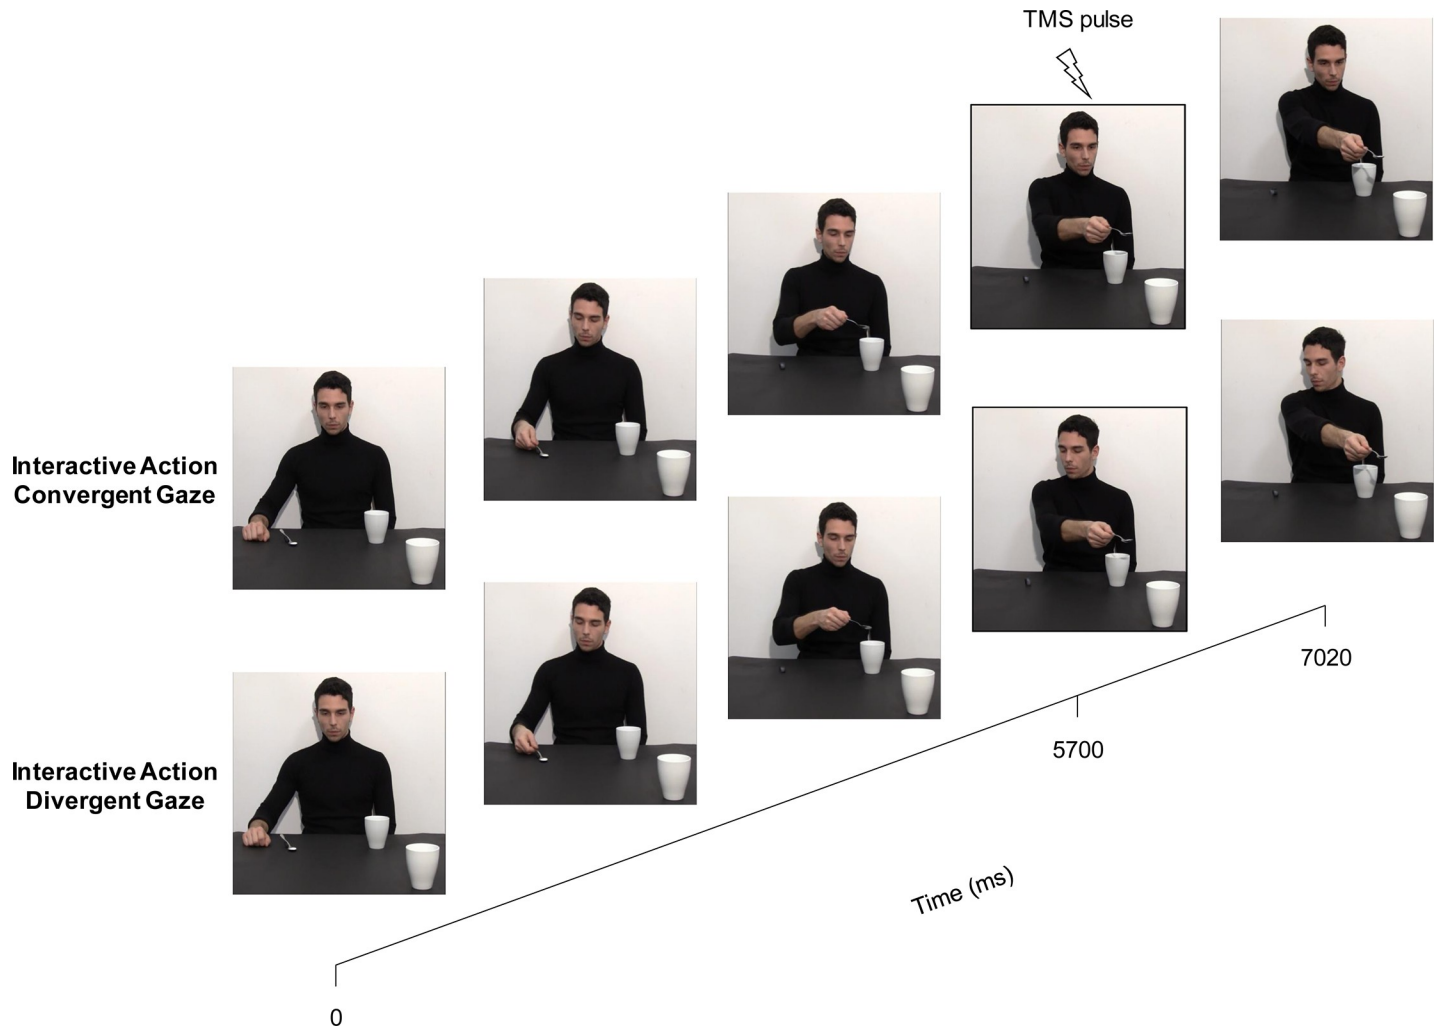 TMS pulse
Interactive Action
Convergent Gaze
Interactive Action
Divergent Gaze
7020
5700
Time (ms)
0